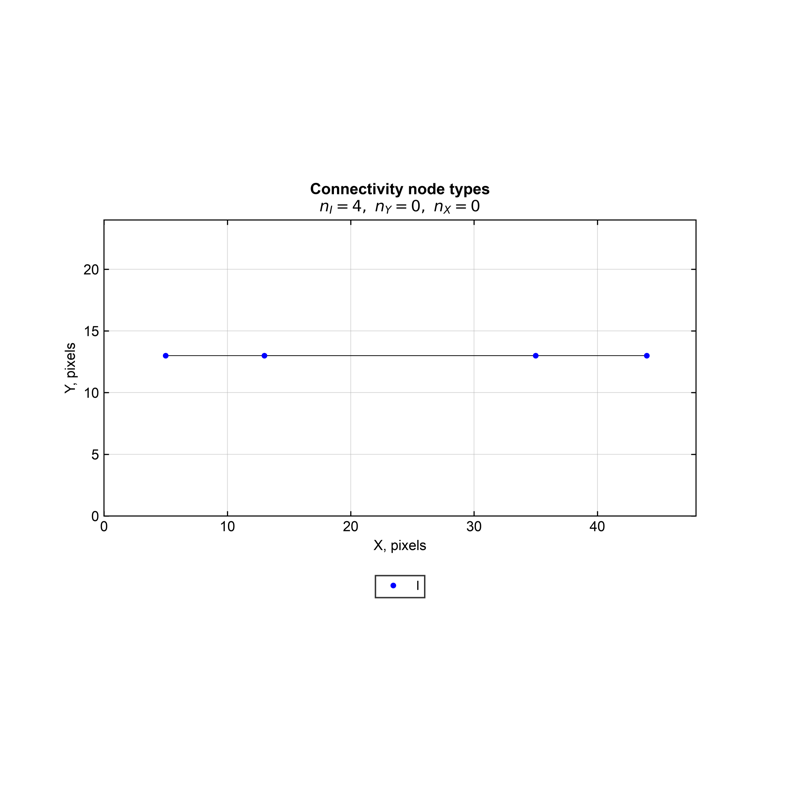 Connectivity node types
n_I = 4, n_Y = 0, n_X = 0
20
15
10
5
0
0 10 20 30 40
Y, pixels
X, pixels
I